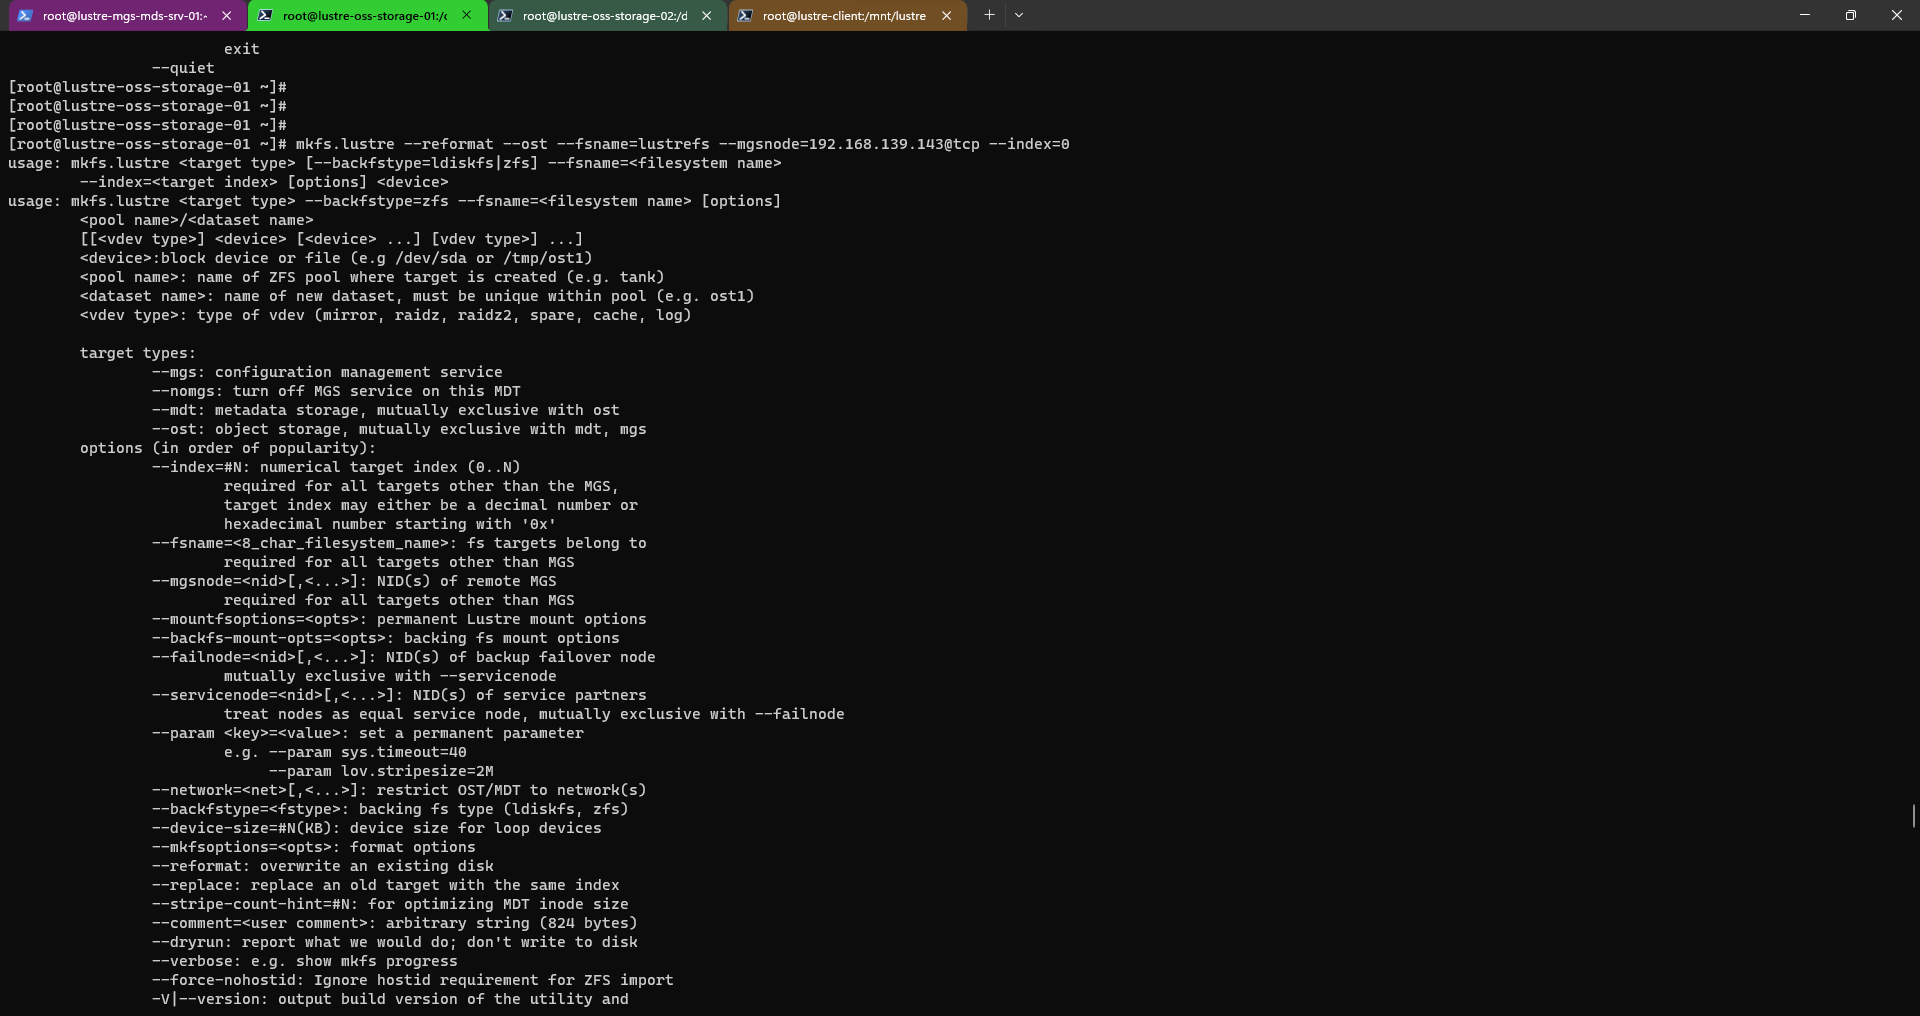 root@lustre-mgs-mds-srv-01:~
root@lustre-oss-storage-01:/
root@lustre-oss-storage-02:/d
root@lustre-client:/mnt/lustre
                        exit
                --quiet
[root@lustre-oss-storage-01 ~]#
[root@lustre-oss-storage-01 ~]#
[root@lustre-oss-storage-01 ~]#
[root@lustre-oss-storage-01 ~]# mkfs.lustre --reformat --ost --fsname=lustrefs --mgsnode=192.168.139.143@tcp --index=0
usage: mkfs.lustre <target type> [--backfstype=ldiskfs|zfs] --fsname=<filesystem name>
        --index=<target index> [options] <device>
usage: mkfs.lustre <target type> --backfstype=zfs --fsname=<filesystem name> [options]
        <pool name>/<dataset name>
        [[<vdev type>] <device> [<device> ...] [vdev type>] ...]
        <device>:block device or file (e.g /dev/sda or /tmp/ost1)
        <pool name>: name of ZFS pool where target is created (e.g. tank)
        <dataset name>: name of new dataset, must be unique within pool (e.g. ost1)
        <vdev type>: type of vdev (mirror, raidz, raidz2, spare, cache, log)

        target types:
                --mgs: configuration management service
                --nomgs: turn off MGS service on this MDT
                --mdt: metadata storage, mutually exclusive with ost
                --ost: object storage, mutually exclusive with mdt, mgs
        options (in order of popularity):
                --index=#N: numerical target index (0..N)
                        required for all targets other than the MGS,
                        target index may either be a decimal number or
                        hexadecimal number starting with '0x'
                --fsname=<8_char_filesystem_name>: fs targets belong to
                        required for all targets other than MGS
                --mgsnode=<nid>[,<...>]: NID(s) of remote MGS
                        required for all targets other than MGS
                --mountfsoptions=<opts>: permanent Lustre mount options
                --backfs-mount-opts=<opts>: backing fs mount options
                --failnode=<nid>[,<...>]: NID(s) of backup failover node
                        mutually exclusive with --servicenode
                --servicenode=<nid>[,<...>]: NID(s) of service partners
                        treat nodes as equal service node, mutually exclusive with --failnode
                --param <key>=<value>: set a permanent parameter
                        e.g. --param sys.timeout=40
                             --param lov.stripesize=2M
                --network=<net>[,<...>]: restrict OST/MDT to network(s)
                --backfstype=<fstype>: backing fs type (ldiskfs, zfs)
                --device-size=#N(KB): device size for loop devices
                --mkfsoptions=<opts>: format options
                --reformat: overwrite an existing disk
                --replace: replace an old target with the same index
                --stripe-count-hint=#N: for optimizing MDT inode size
                --comment=<user comment>: arbitrary string (824 bytes)
                --dryrun: report what we would do; don't write to disk
                --verbose: e.g. show mkfs progress
                --force-nohostid: Ignore hostid requirement for ZFS import
                -V|--version: output build version of the utility and